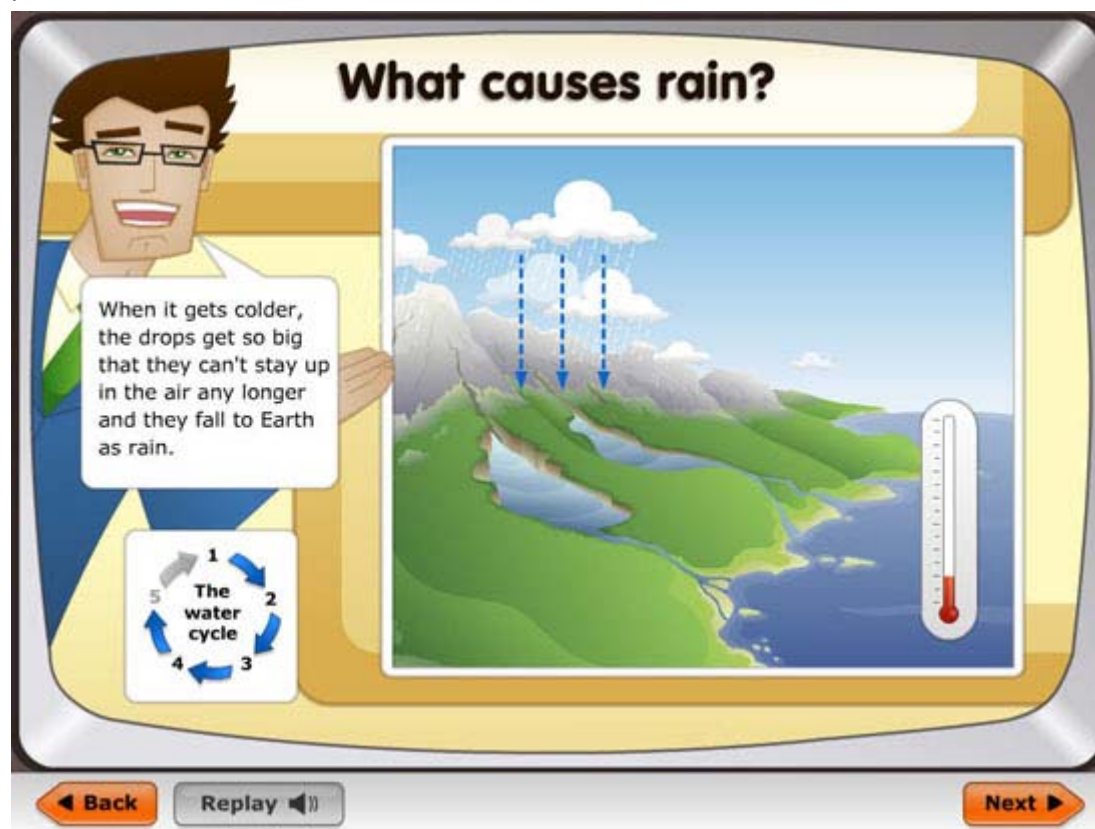 What causes rain?
When it gets colder,
the drops get so big
that they can't stay up
in the air any longer
and they fall to Earth
as rain.
1
2
3
4
5
The
water
cycle
Back
Replay
Next